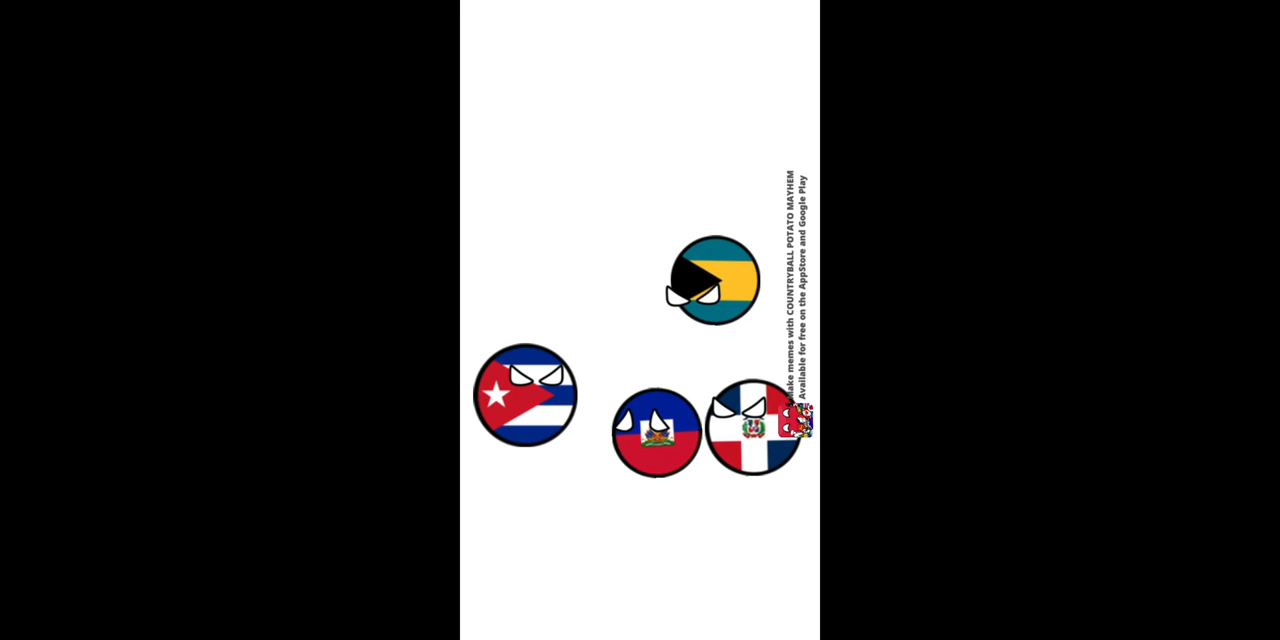 Make memes with COUNTRYBALL POTATO MAYHEM
Available for free on the AppStore and Google Play